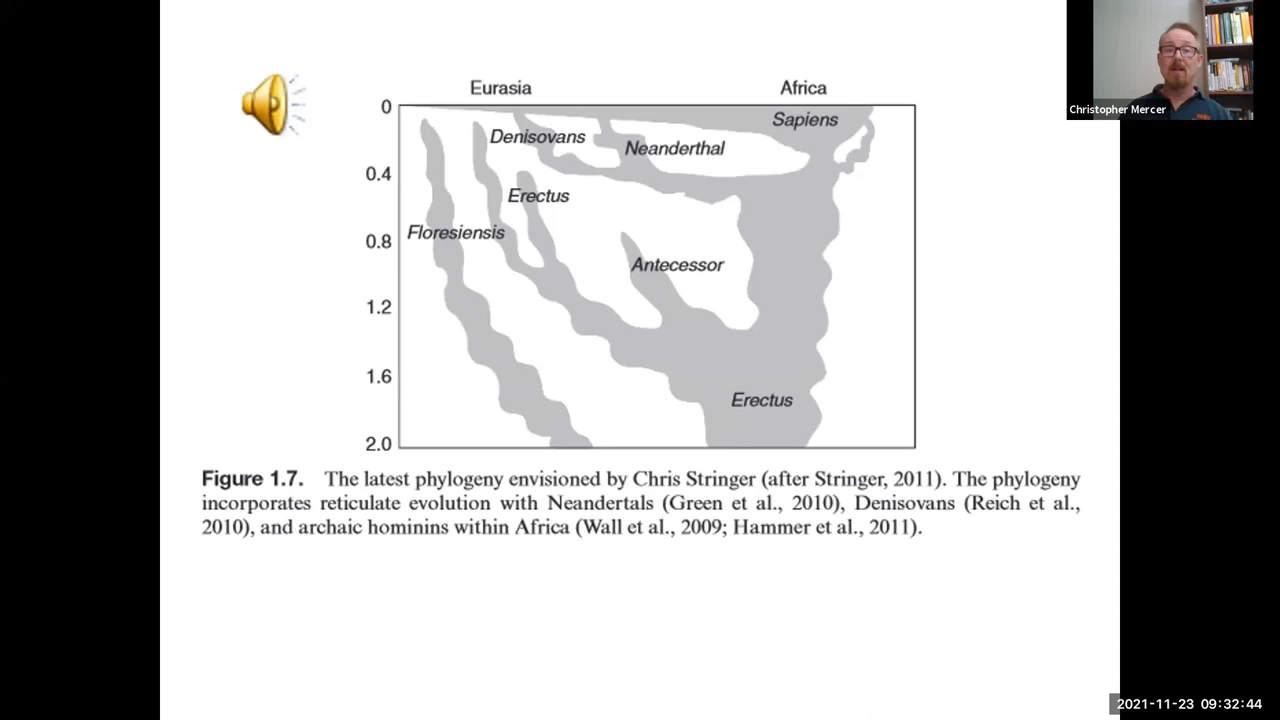 Eurasia Africa
Christopher Mercer
0
Sapiens
Denisovans
Neanderthal
0.4
Erectus
Floresiensis
0.8
Antecessor
1.2
1.6
Erectus
2.0
Figure 1.7. The latest phylogeny envisioned by Chris Stringer (after Stringer, 2011). The phylogeny
incorporates reticulate evolution with Neandertals (Green et al., 2010), Denisovans (Reich et al.,
2010), and archaic hominins within Africa (Wall et al., 2009; Hammer et al., 2011).
2021-11-23 09:32:44